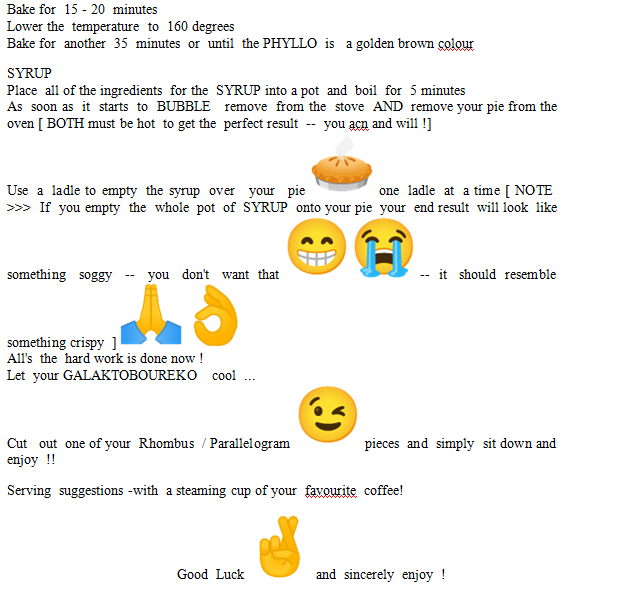 Bake for 15 - 20 minutes
Lower the temperature to 160 degrees
Bake for another 35 minutes or until the PHYLLO is a golden brown colour
SYRUP
Place all of the ingredients for the SYRUP into a pot and boil for 5 minutes
As soon as it starts to BUBBLE remove from the stove AND remove your pie from the
oven [ BOTH must be hot to get the perfect result -- you acn and will !]
Use a ladle to empty the syrup over your pie 🥧 one ladle at a time [ NOTE
>>> If you empty the whole pot of SYRUP onto your pie your end result will look like
something soggy -- you don't want that 😁😭 -- it should resemble
something crispy ] 🙏👌
All's the hard work is done now !
Let your GALAKTOBOUREKO cool ...
Cut out one of your Rhombus / Parallelogram 😉 pieces and simply sit down and
enjoy !!
Serving suggestions -with a steaming cup of your favourite coffee!
Good Luck 🤞 and sincerely enjoy !